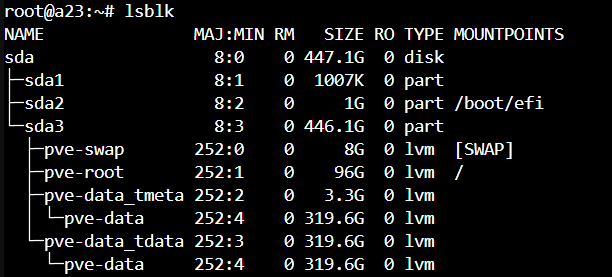 root@a23:~# lsblk
NAME                 MAJ:MIN RM   SIZE RO TYPE MOUNTPOINTS
sda                    8:0    0 447.1G  0 disk
├─sda1                 8:1    0  1007K  0 part
├─sda2                 8:2    0     1G  0 part /boot/efi
└─sda3                 8:3    0 446.1G  0 part
  ├─pve-swap         252:0    0     8G  0 lvm  [SWAP]
  ├─pve-root         252:1    0    96G  0 lvm  /
  ├─pve-data_tmeta   252:2    0   3.3G  0 lvm
  │ └─pve-data       252:4    0 319.6G  0 lvm
  └─pve-data_tdata   252:3    0 319.6G  0 lvm
    └─pve-data       252:4    0 319.6G  0 lvm